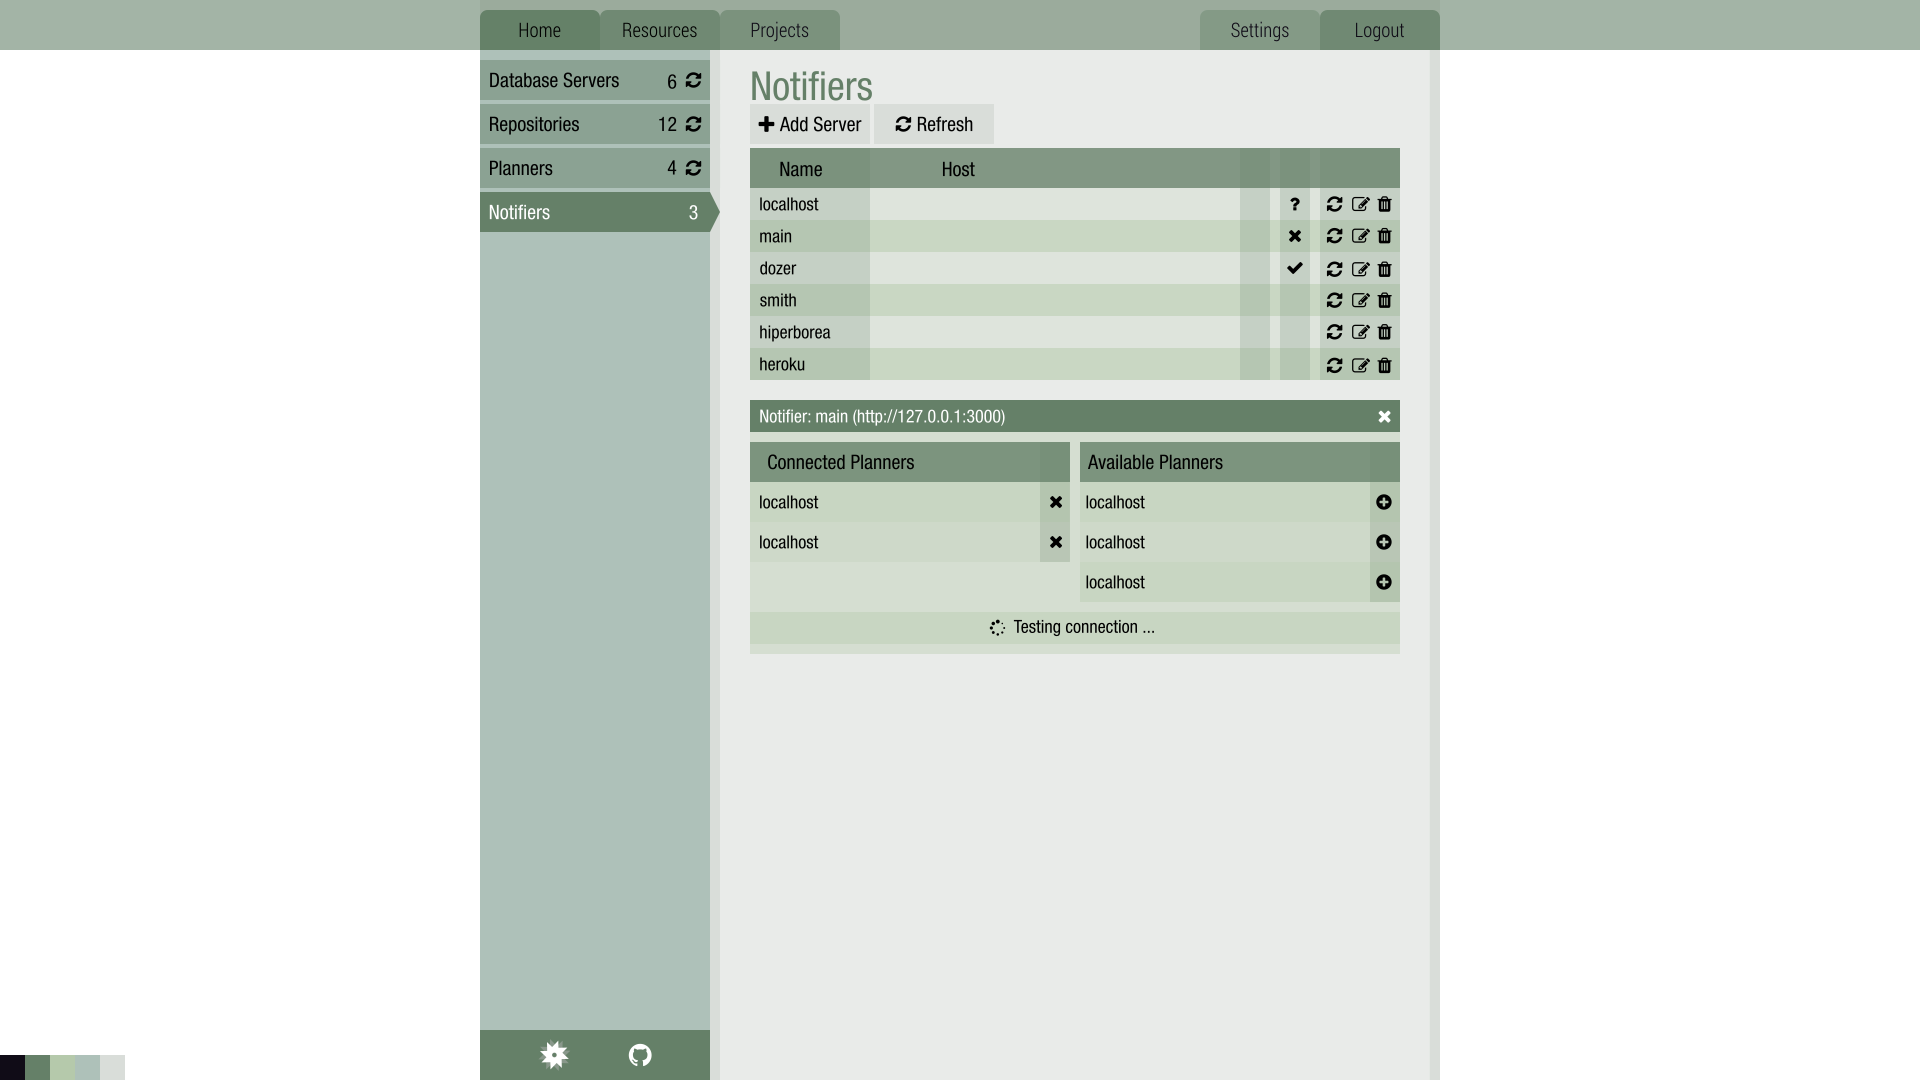 Home Resources Projects Settings Logout
Database Servers 6
Repositories 12
Planners 4
Notifiers 3
Notifiers
Add Server Refresh
Name Host
localhost ?
main
dozer
smith
hiperborea
heroku
Notifier: main (http://127.0.0.1:3000)
Connected Planners
localhost
localhost
Available Planners
localhost
localhost
localhost
Testing connection ...